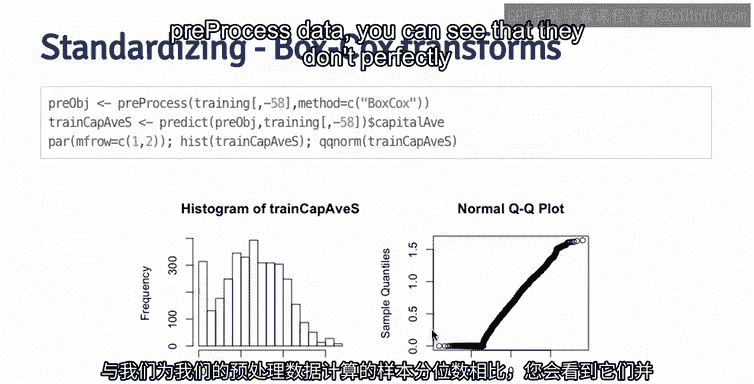 preProcess data, you can see that they
don't perfectly
Standardizing - Box-Cox transforms
preObj <- preProcess(training[,-58],method=c("BoxCox"))
trainCapAveS <- predict(preObj,training[,-58])$capitalAve
par(mfrow=c(1,2)); hist(trainCapAveS); qqnorm(trainCapAveS)
Histogram of trainCapAveS
Normal Q-Q Plot
Frequency
0
100
300
Sample Quantiles
0.0
0.5
1.0
1.5
与我们为我们的预处理数据计算的样本分位数相比，您会看到它们并